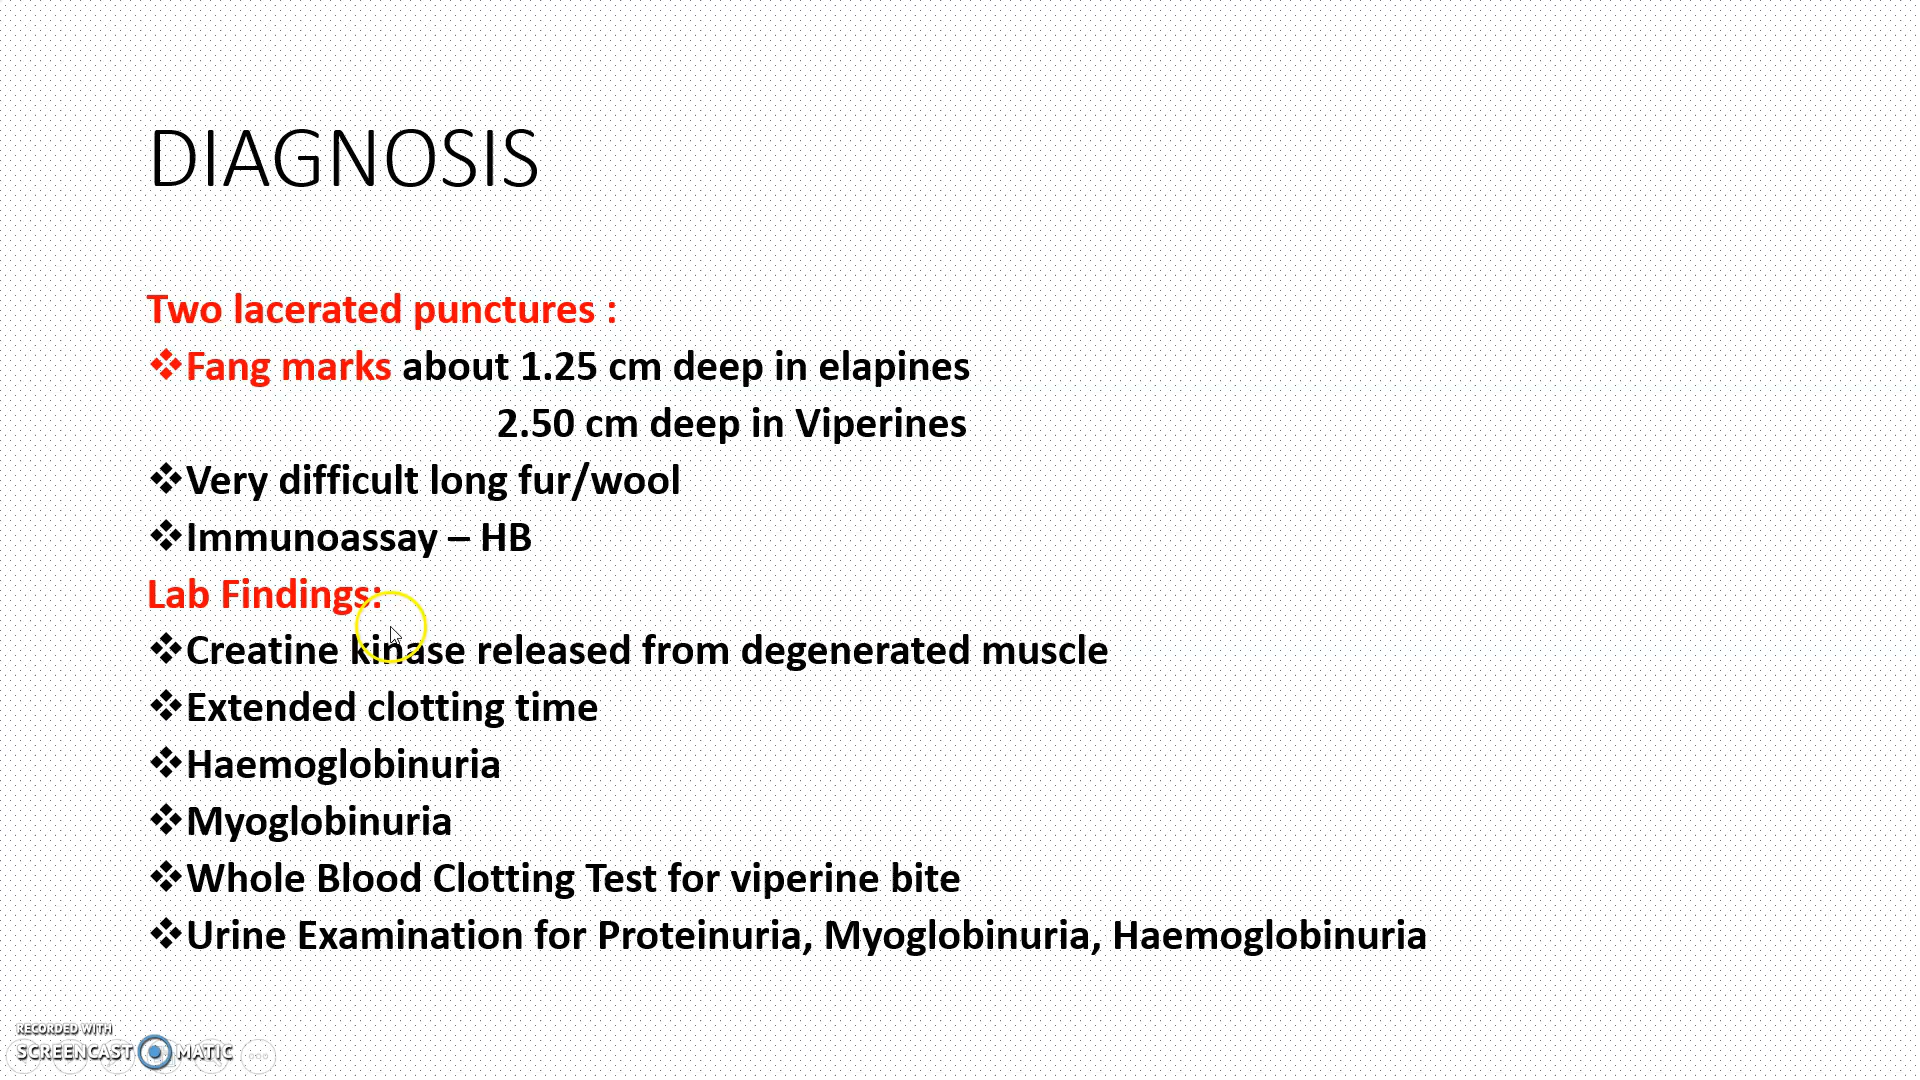 DIAGNOSIS
Two lacerated punctures :
❖Fang marks about 1.25 cm deep in elapines
2.50 cm deep in Viperines
❖Very difficult long fur/wool
❖Immunoassay – HB
Lab Findings:
❖Creatine kinase released from degenerated muscle
❖Extended clotting time
❖Haemoglobinuria
❖Myoglobinuria
❖Whole Blood Clotting Test for viperine bite
❖Urine Examination for Proteinuria, Myoglobinuria, Haemoglobinuria
RECORDED WITH
SCREENCAST MATIC